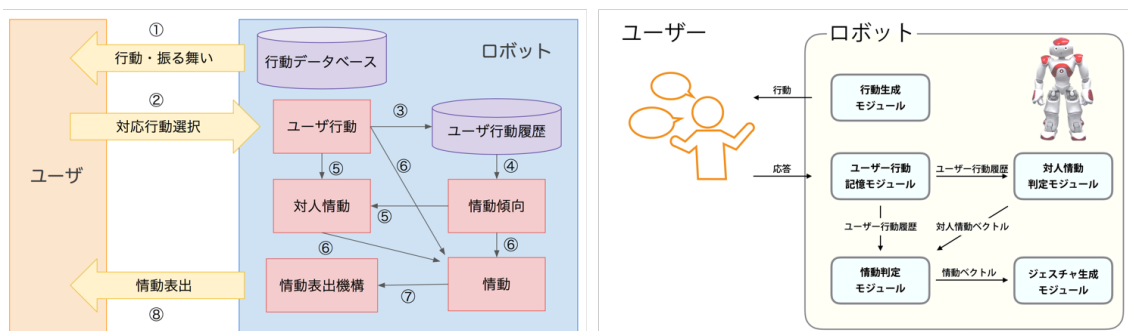 ①
行動・振る舞い
②
対応行動選択
ユーザ
情動表出
⑧
行動データベース
ロボット
ユーザ行動
③
ユーザ行動履歴
⑤
⑥
④
対人情動
⑤
情動傾向
⑥
⑥
情動表出機構
⑦
情動
ユーザー
ロボット
行動
行動生成
モジュール
応答
ユーザー行動
記憶モジュール
ユーザー行動履歴
対人情動
判定モジュール
ユーザー行動履歴
対人情動ベクトル
情動判定
モジュール
情動ベクトル
ジェスチャ生成
モジュール